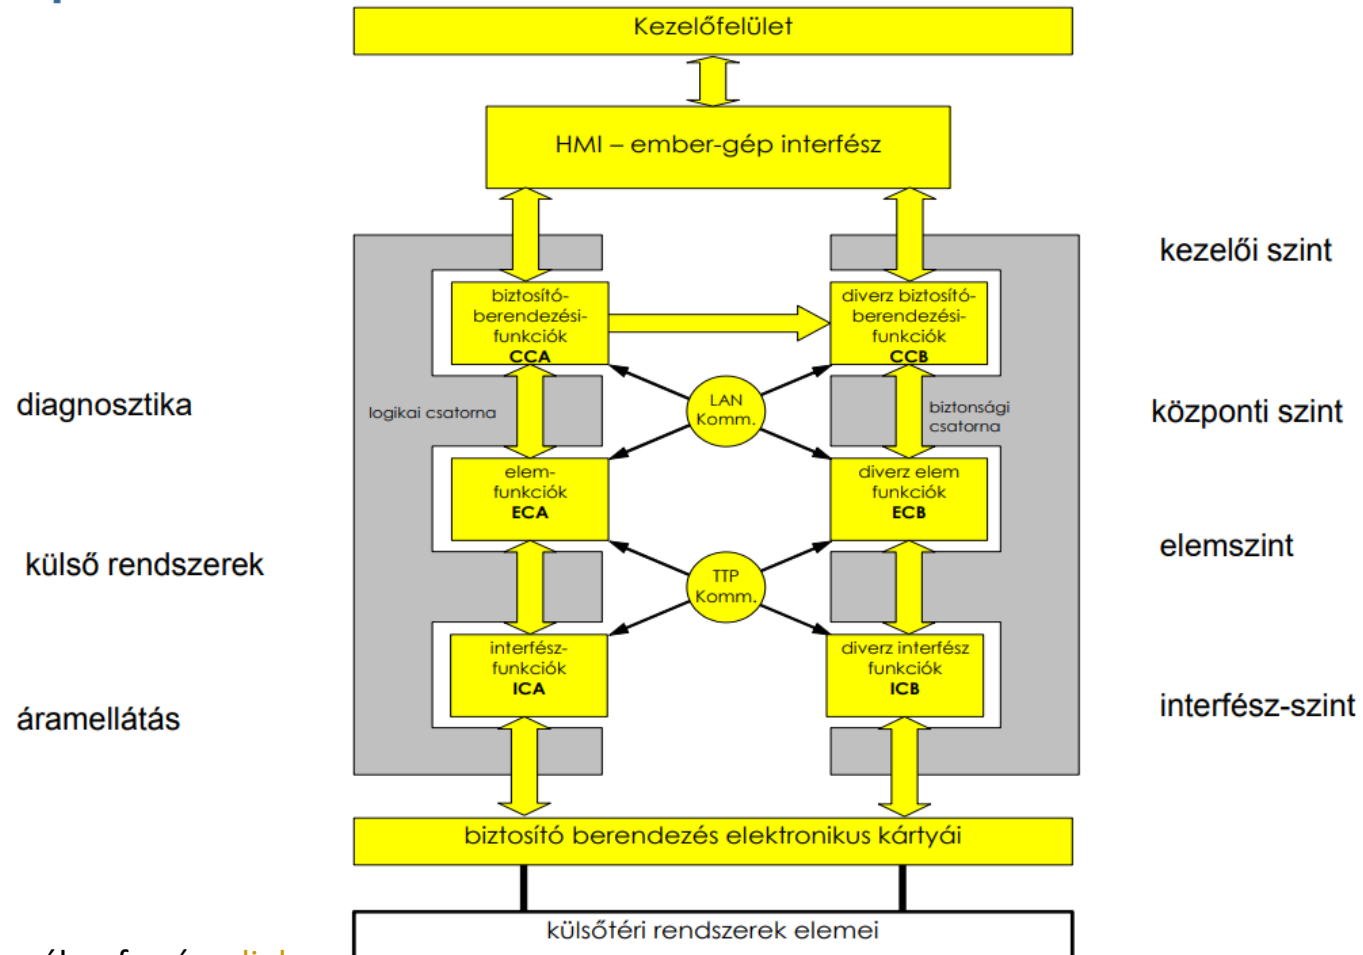 Kezelőfelület
HMI – ember-gép interfész
kezelői szint
biztosító-
berendezési-
funkciók
CCA
diverz biztosító-
berendezési-
funkciók
CCB
diagnosztika
logikai csatorna
LAN
Komm.
biztonsági
csatorna
központi szint
elem-
funkciók
ECA
diverz elem
funkciók
ECB
külső rendszerek
TTP
Komm.
elemszint
interfész-
funkciók
ICA
diverz interfész
funkciók
ICB
áramellátás
interfész-szint
biztosító berendezés elektronikus kártyái
külsőtéri rendszerek elemei